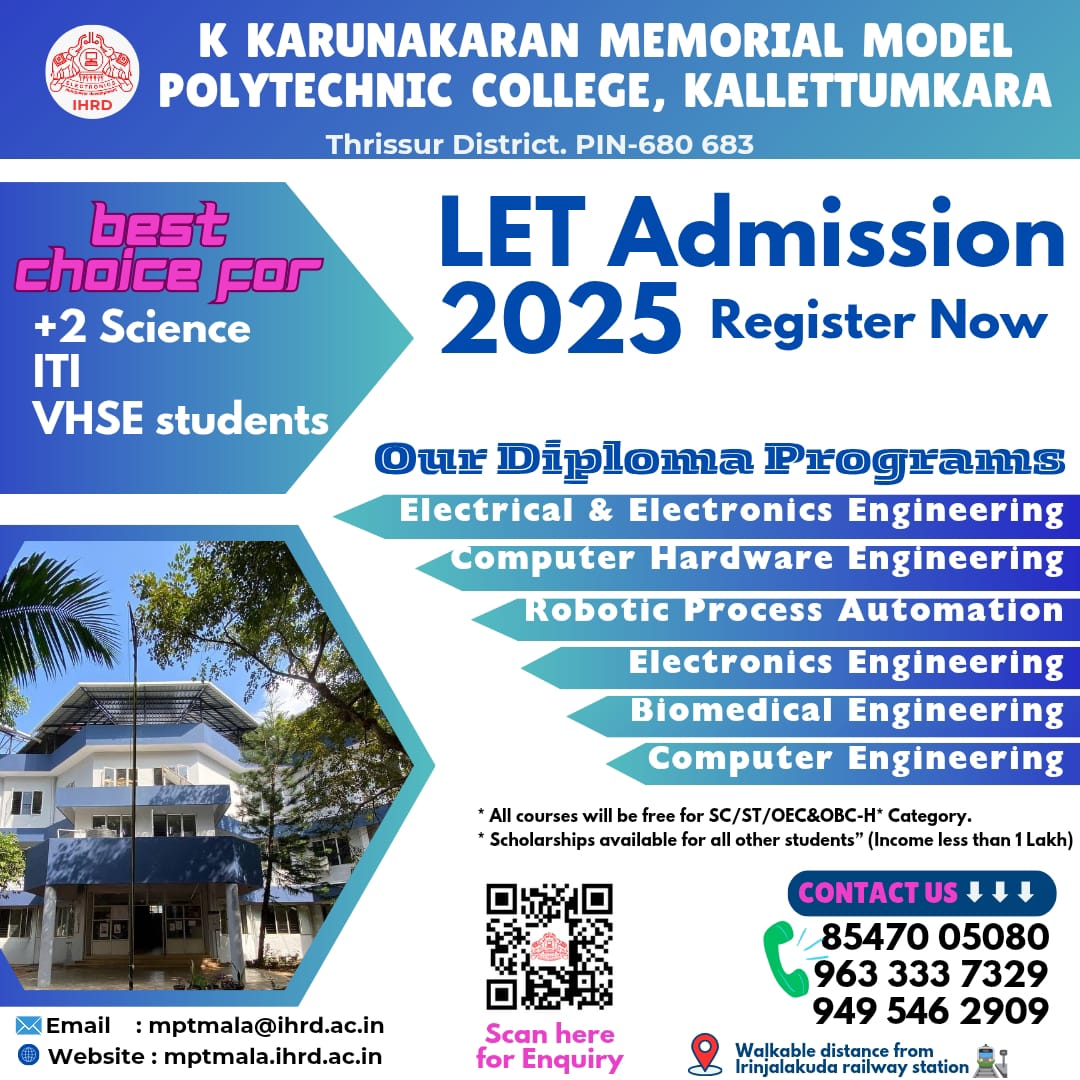 K KARUNAKARAN MEMORIAL MODEL
POLYTECHNIC COLLEGE, KALLETTUMKARA
Thrissur District. PIN-680 683
ELECTRONICS
IHRD
best
choice for
+2 Science
ITI
VHSE students
LET Admission
2025 Register Now
Our Diploma Programs
Electrical & Electronics Engineering
Computer Hardware Engineering
Robotic Process Automation
Electronics Engineering
Biomedical Engineering
Computer Engineering
* All courses will be free for SC/ST/OEC&OBC-H* Category.
* Scholarships available for all other students” (Income less than 1 Lakh)
CONTACT US
85470 05080
963 333 7329
949 546 2909
Scan here
for Enquiry
Email : mptmala@ihrd.ac.in
Website : mptmala.ihrd.ac.in
Walkable distance from
Irinjalakuda railway station